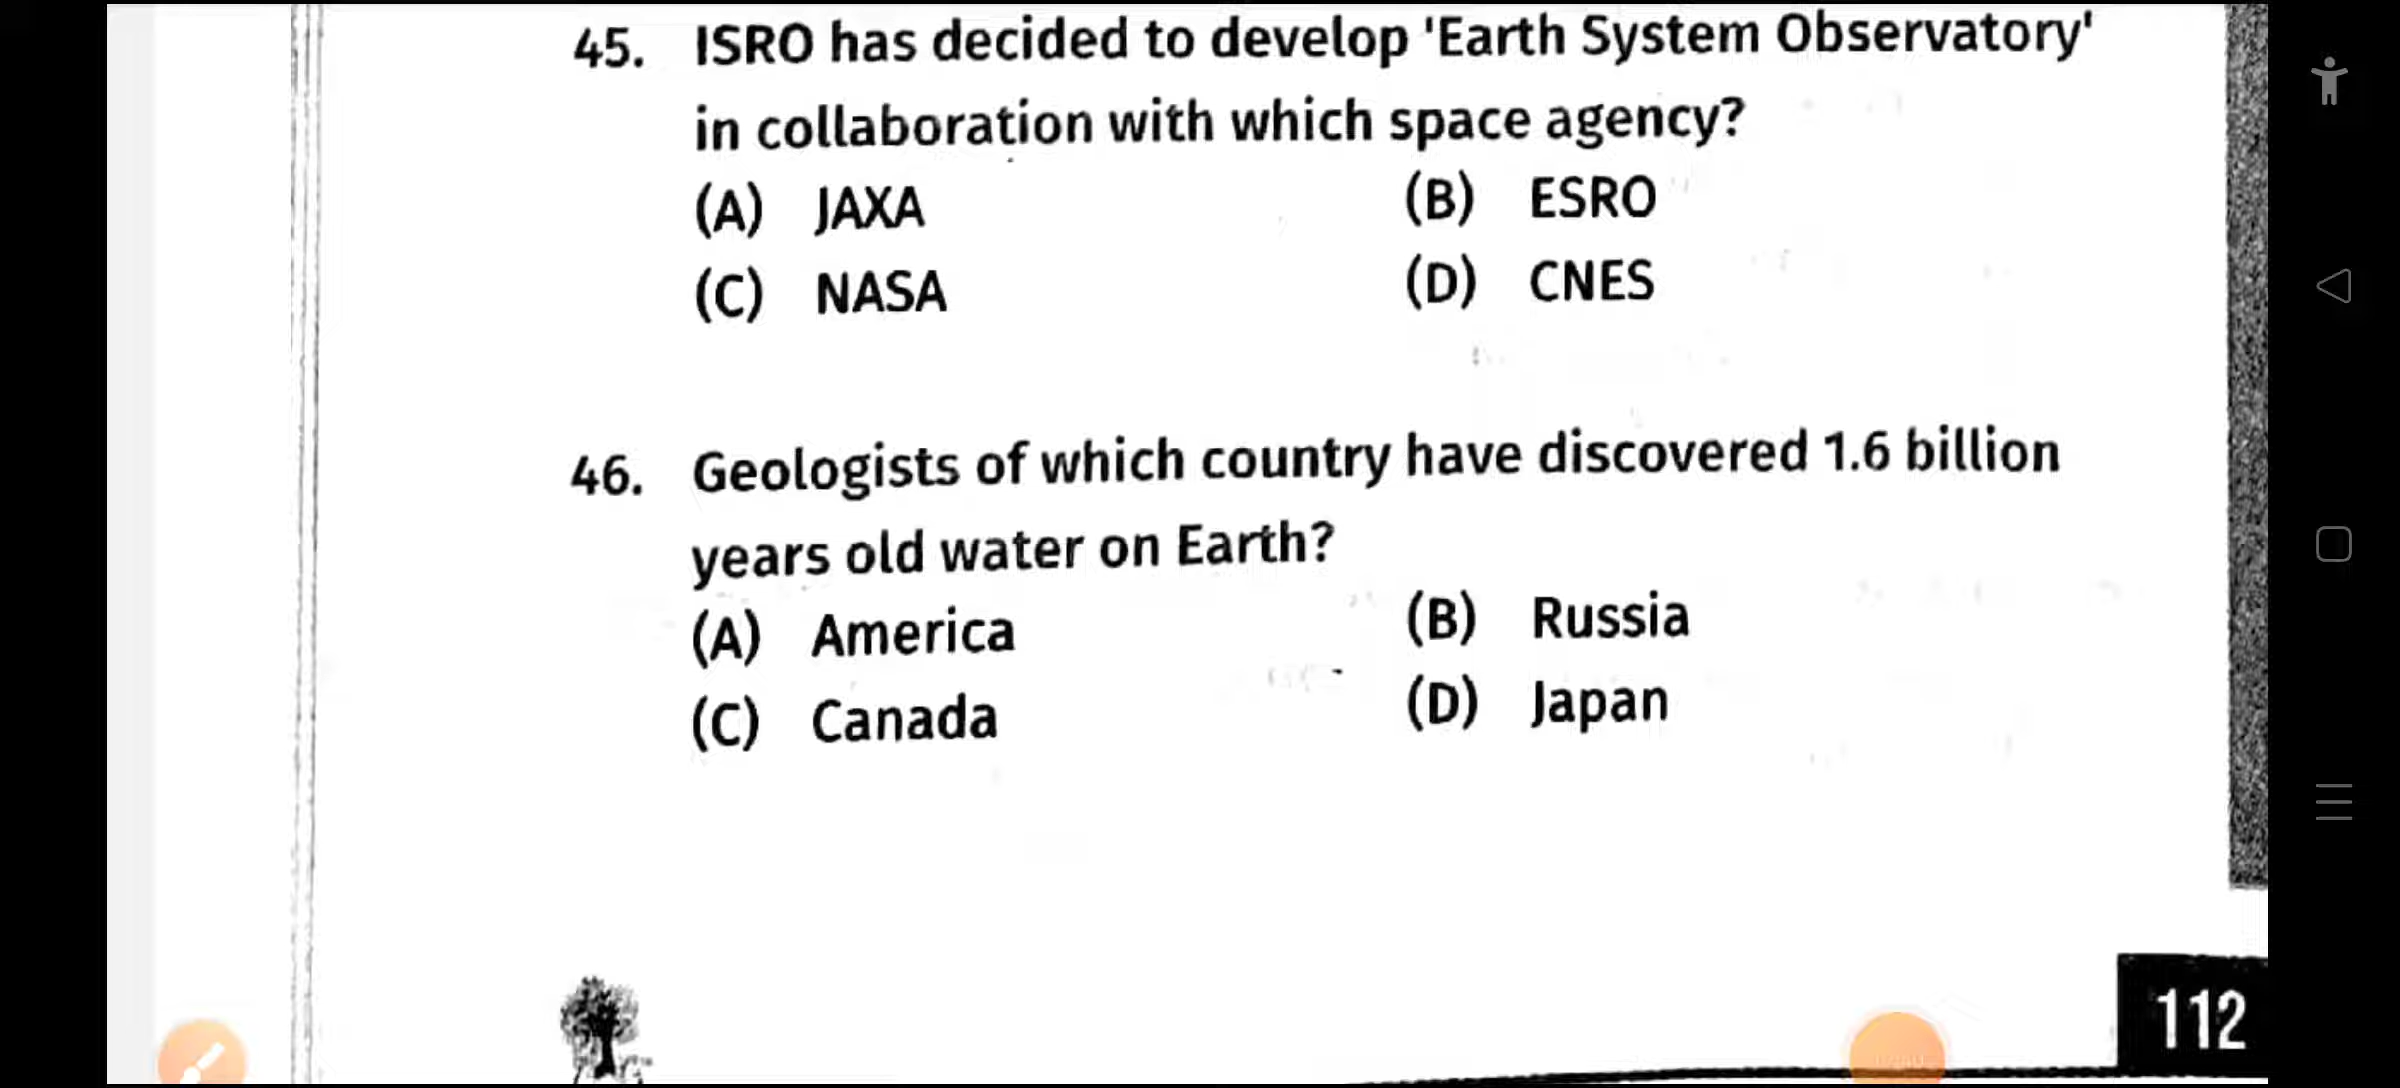 45. ISRO has decided to develop 'Earth System Observatory'
in collaboration with which space agency?
(A) JAXA (B) ESRO
(C) NASA (D) CNES
46. Geologists of which country have discovered 1.6 billion
years old water on Earth?
(A) America (B) Russia
(C) Canada (D) Japan
112